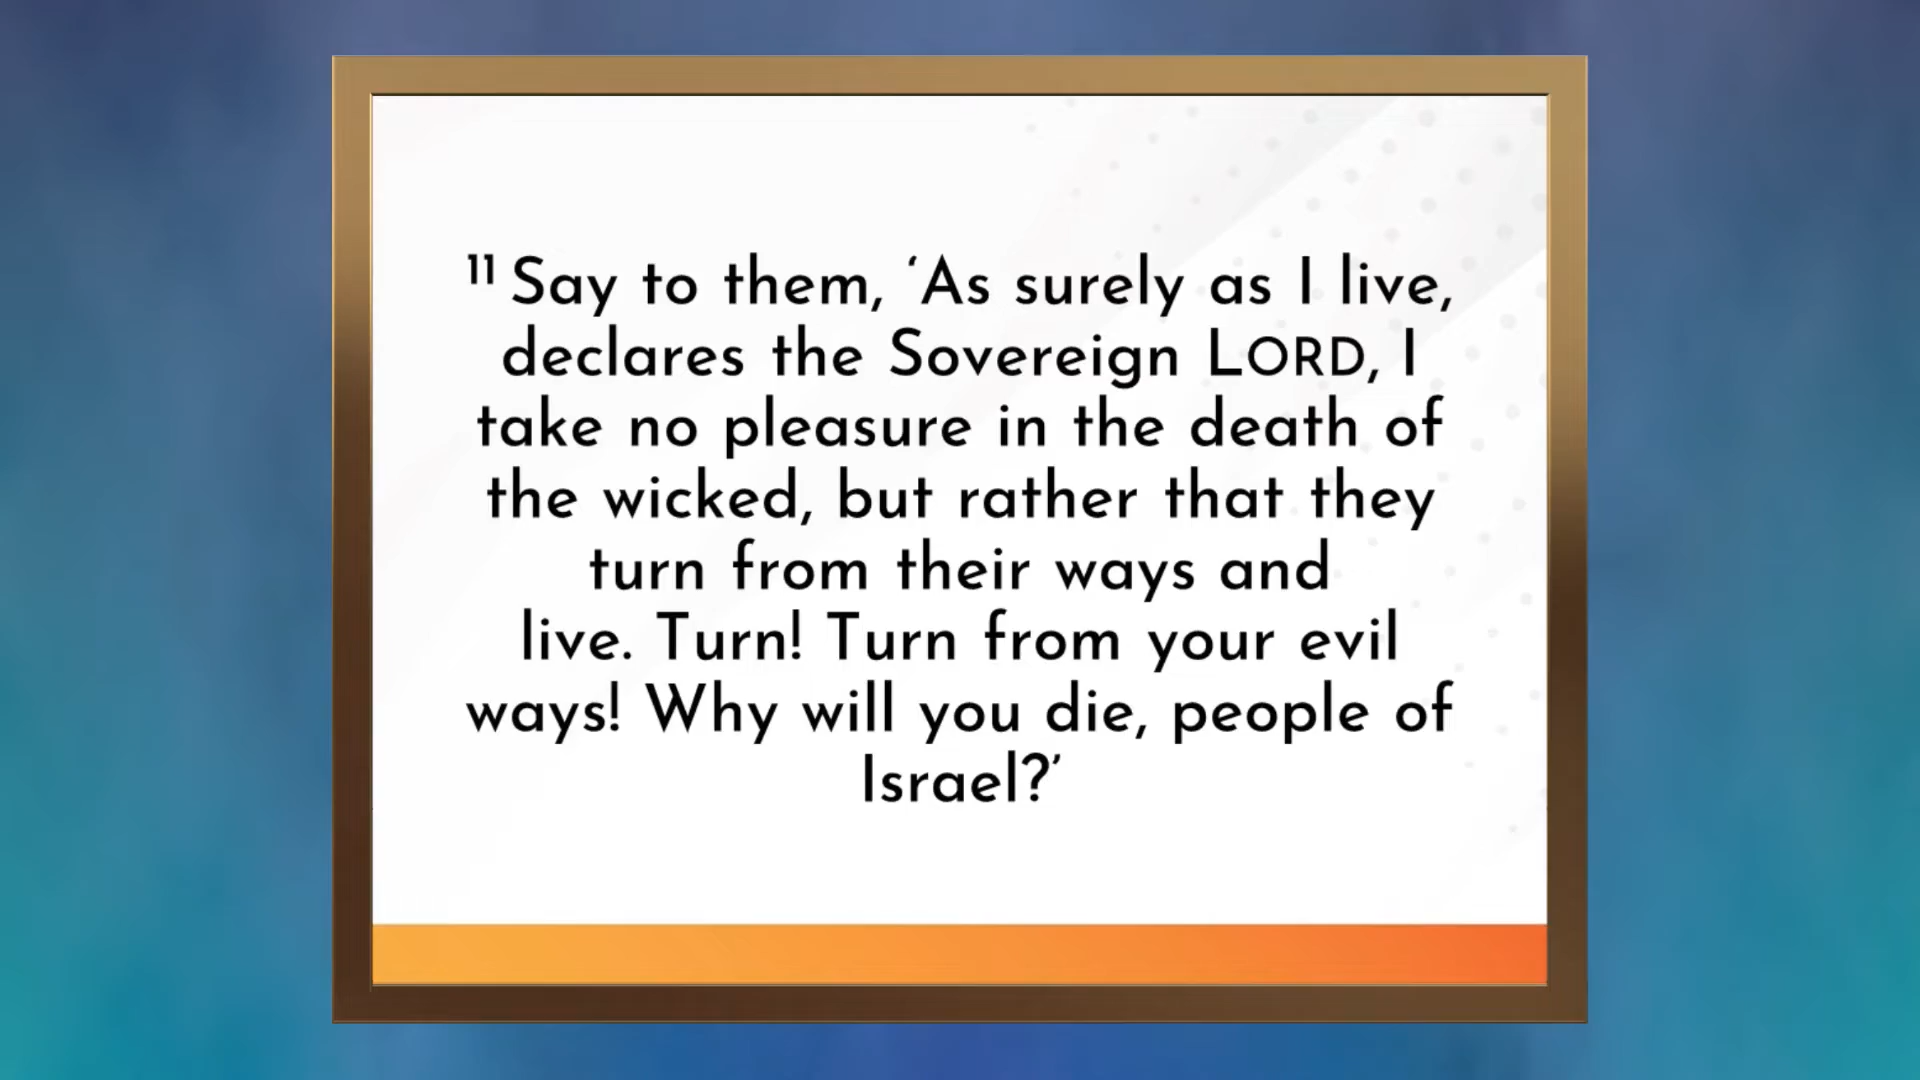 ¹¹ Say to them, ‘As surely as I live,
declares the Sovereign LORD, I
take no pleasure in the death of
the wicked, but rather that they
turn from their ways and
live. Turn! Turn from your evil
ways! Why will you die, people of
Israel?’